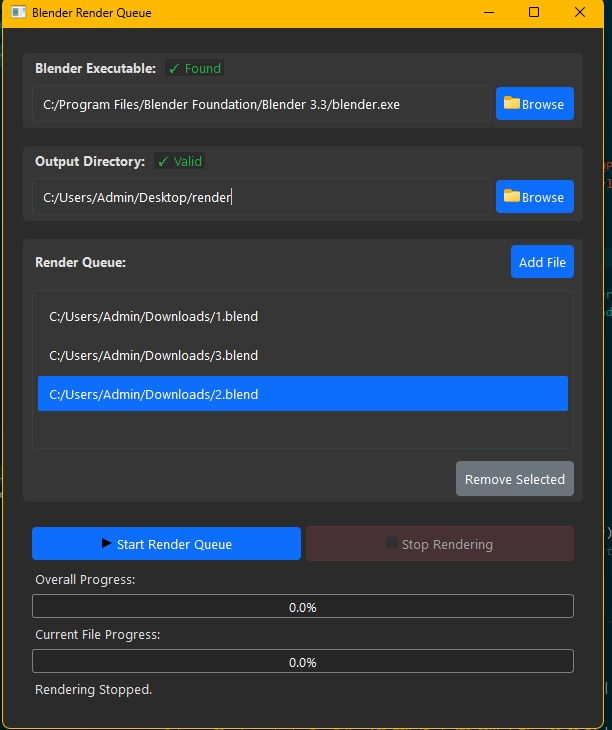 Blender Render Queue
Blender Executable: ✓ Found
C:/Program Files/Blender Foundation/Blender 3.3/blender.exe
Browse
Output Directory: ✓ Valid
C:/Users/Admin/Desktop/render
Browse
Render Queue:
Add File
C:/Users/Admin/Downloads/1.blend
C:/Users/Admin/Downloads/3.blend
C:/Users/Admin/Downloads/2.blend
Remove Selected
Start Render Queue
Stop Rendering
Overall Progress:
0.0%
Current File Progress:
0.0%
Rendering Stopped.